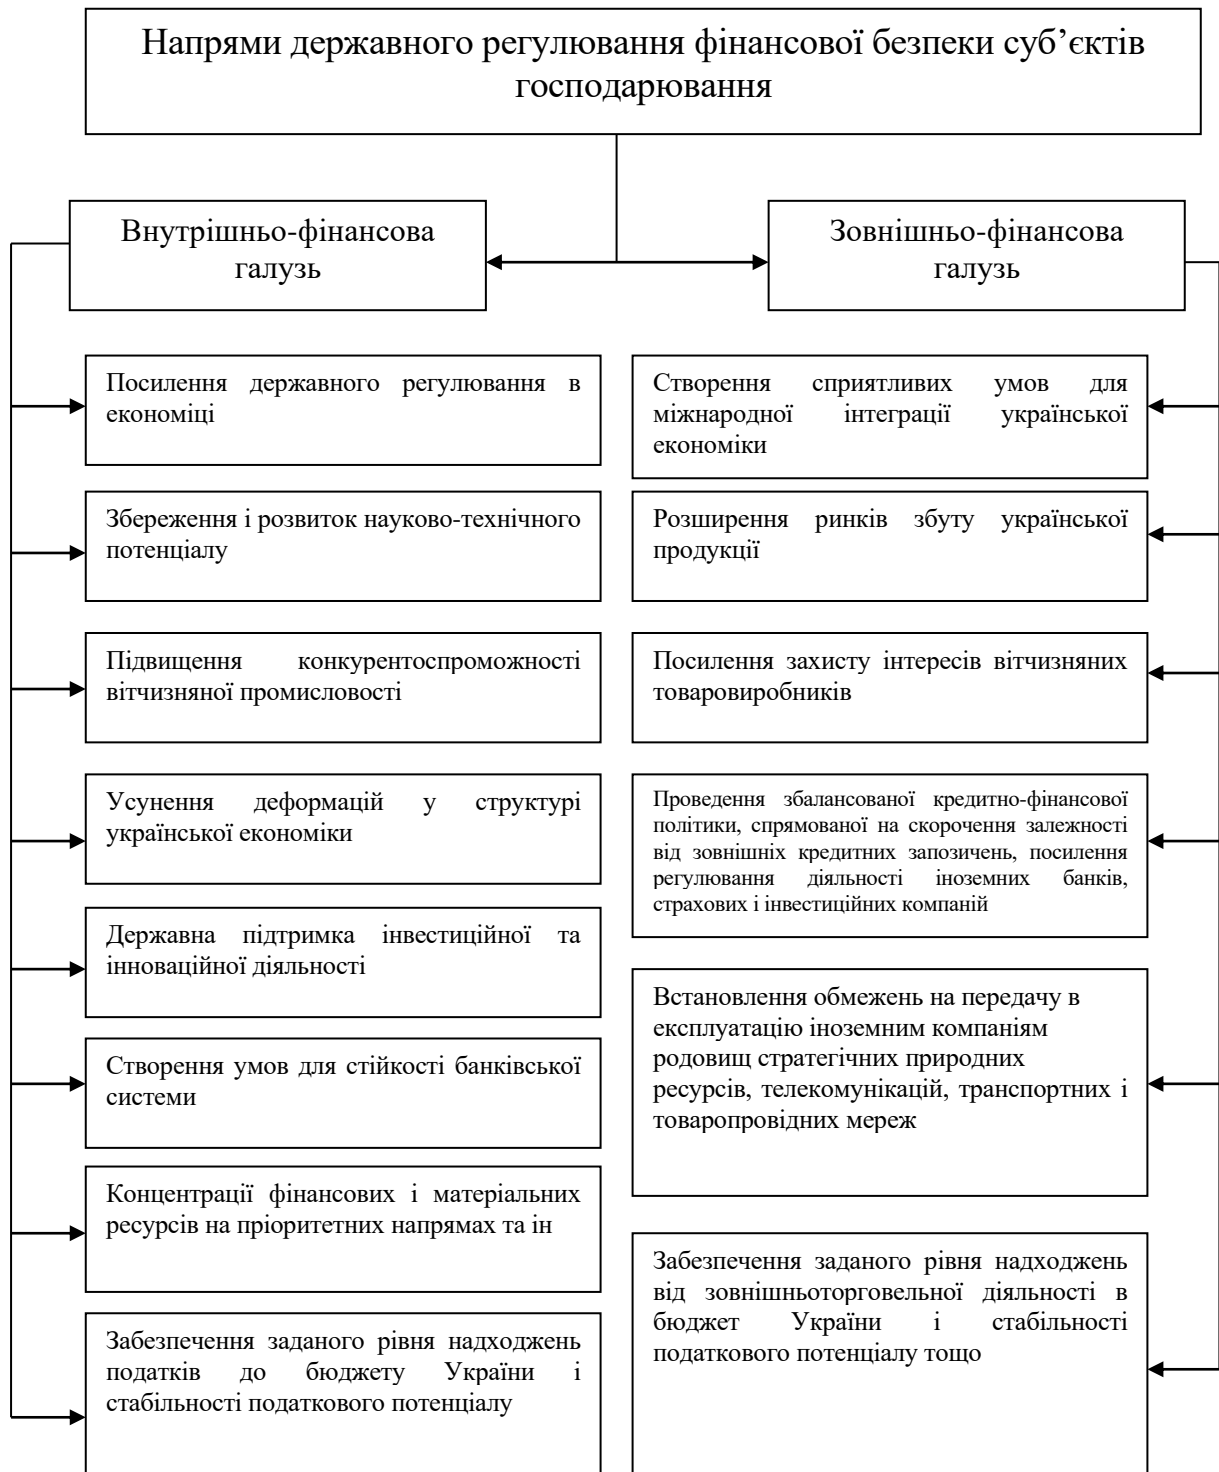 Напрями державного регулювання фінансової безпеки суб’єктів
господарювання
Внутрішньо-фінансова
галузь
Зовнішньо-фінансова
галузь
Посилення державного регулювання в
економіці
Збереження і розвиток науково-технічного
потенціалу
Підвищення конкурентоспроможності
вітчизняної промисловості
Усунення деформацій у структурі
української економіки
Державна підтримка інвестиційної та
інноваційної діяльності
Створення умов для стійкості банківської
системи
Концентрації фінансових і матеріальних
ресурсів на пріоритетних напрямах та ін
Забезпечення заданого рівня надходжень
податків до бюджету України і
стабільності податкового потенціалу
Створення сприятливих умов для
міжнародної інтеграції української
економіки
Розширення ринків збуту української
продукції
Посилення захисту інтересів вітчизняних
товаровиробників
Проведення збалансованої кредитно-фінансової
політики, спрямованої на скорочення залежності
від зовнішніх кредитних запозичень, посилення
регулювання діяльності іноземних банків,
страхових і інвестиційних компаній
Встановлення обмежень на передачу в
експлуатацію іноземним компаніям
родовищ стратегічних природних
ресурсів, телекомунікацій, транспортних і
товаропровідних мереж
Забезпечення заданого рівня надходжень
від зовнішньоторговельної діяльності в
бюджет України і стабільності
податкового потенціалу тощо